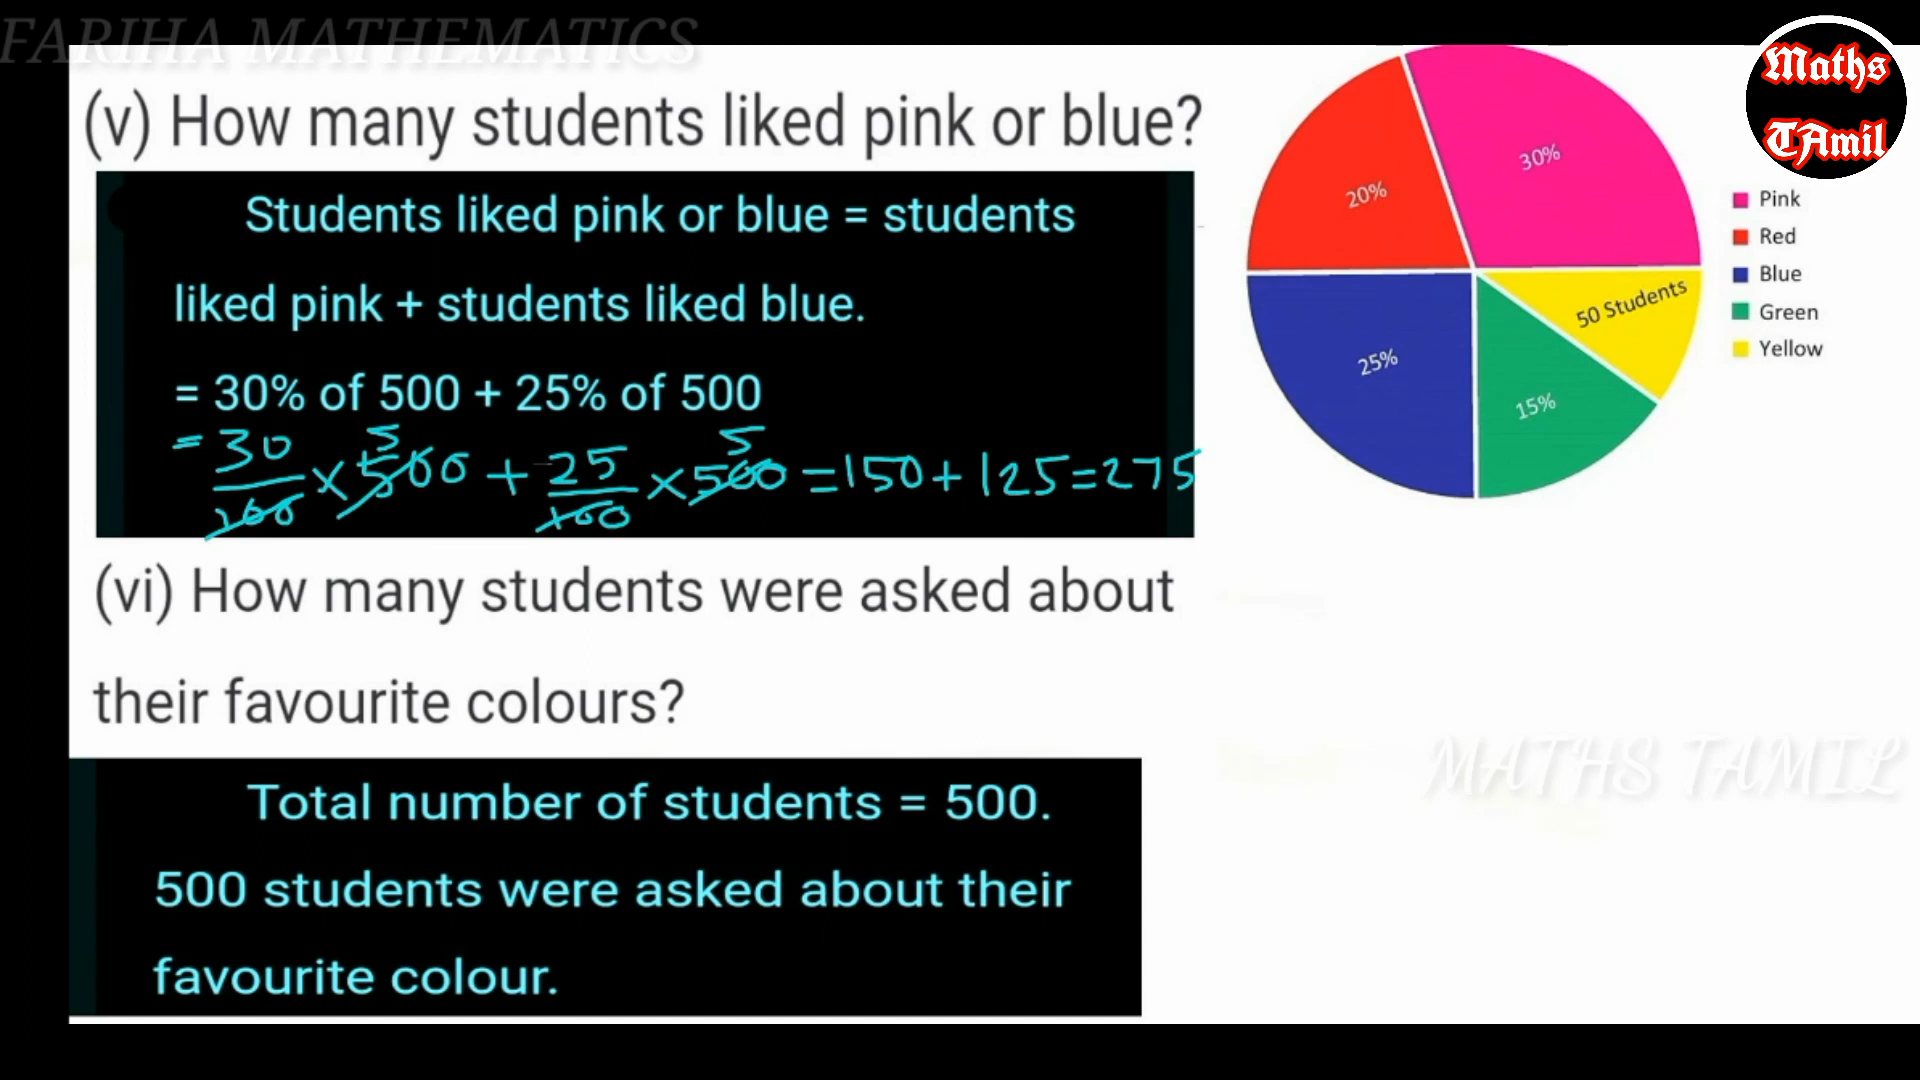 FARIHA MATHEMATICS
Maths
TAmil
(v) How many students liked pink or blue?
Students liked pink or blue = students
liked pink + students liked blue.
= 30% of 500 + 25% of 500
= 30/100 × 500 5 + 25/100 × 500 5 = 150 + 125 = 275
30%
20%
50 Students
25%
15%
Pink
Red
Blue
Green
Yellow
(vi) How many students were asked about
their favourite colours?
MATHS TAMIL
Total number of students = 500.
500 students were asked about their
favourite colour.